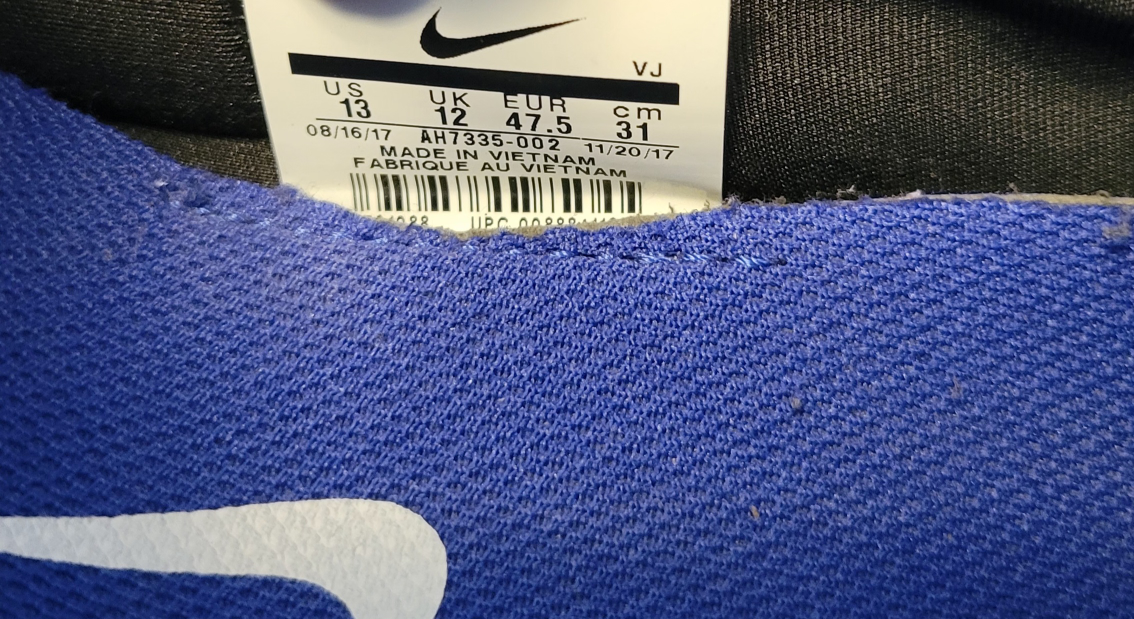 VJ
US UK EUR cm
13 12 47.5 31
08/16/17 AH7335-002 11/20/17
MADE IN VIETNAM
FABRIQUE AU VIETNAM
UPC